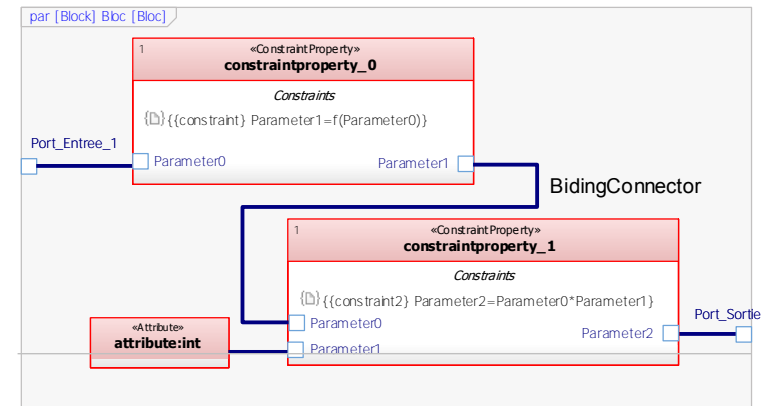 par [Block] Bloc [Bloc]
1
«ConstraintProperty»
constraintproperty_0
Constraints
{{constraint} Parameter1=f(Parameter0)}
Port_Entree_1
Parameter0
Parameter1
BidingConnector
1
«ConstraintProperty»
constraintproperty_1
Constraints
{{constraint2} Parameter2=Parameter0*Parameter1}
Port_Sortie
«Attribute»
attribute:int
Parameter0
Parameter2
Parameter1